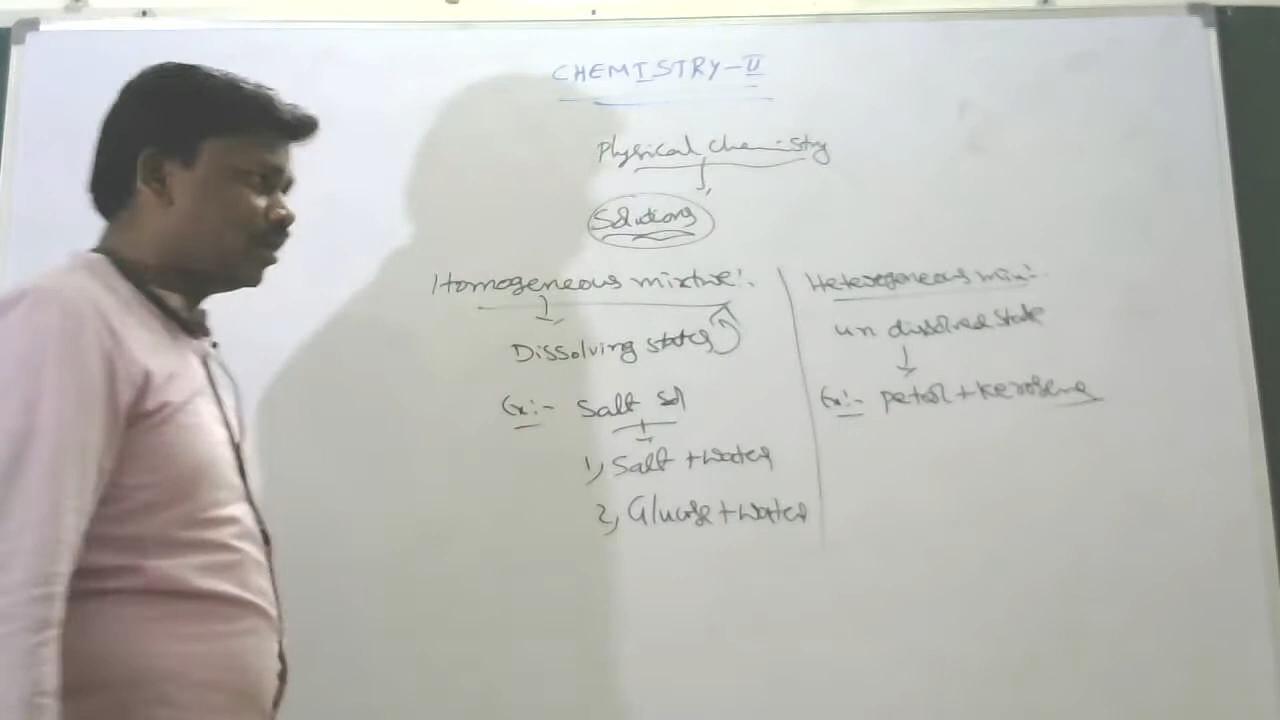 CHEMISTRY-II
Physical chemistry
Solutions
Homogeneous mixture:
Dissolving states
Ex:- Salt sol
1, Salt + water
2, Glucose + water
Heterogeneous mix:-
un dissolved state
Ex:- petrol + kerosene